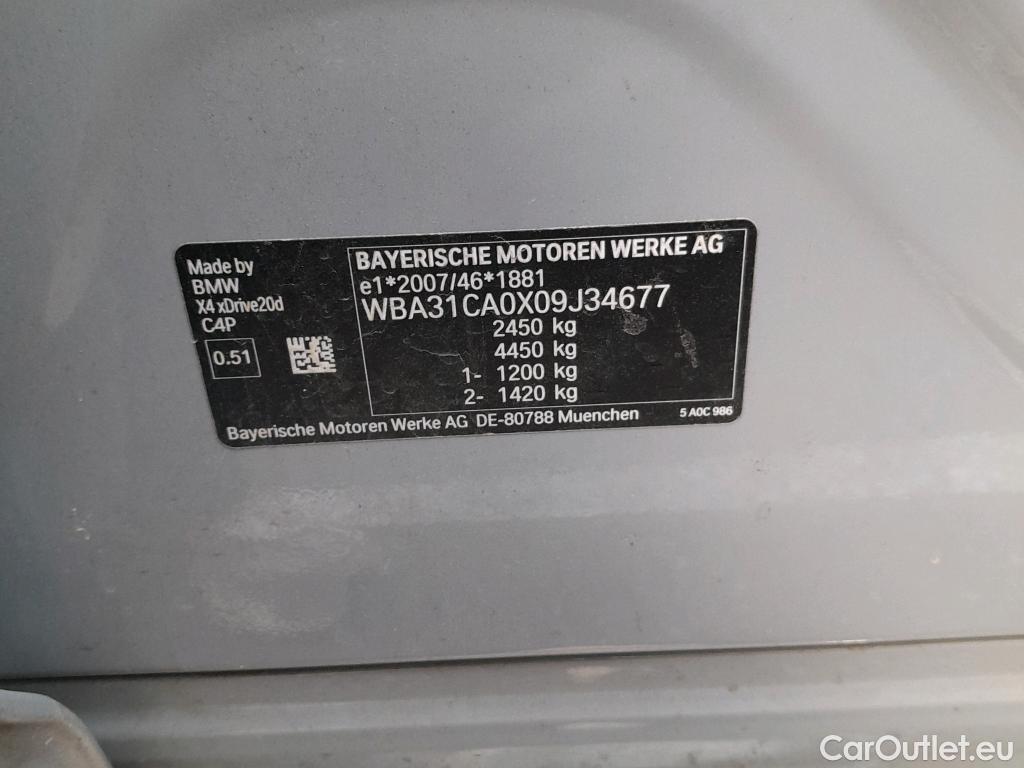 Made by
BMW
X4 xDrive20d
C4P
0.51
BAYERISCHE MOTOREN WERKE AG
e1*2007/46*1881
WBA31CA0X09J34677
2450 kg
4450 kg
1- 1200 kg
2- 1420 kg
Bayerische Motoren Werke AG DE-80788 Muenchen
5 A0C 986
CarOutlet.eu